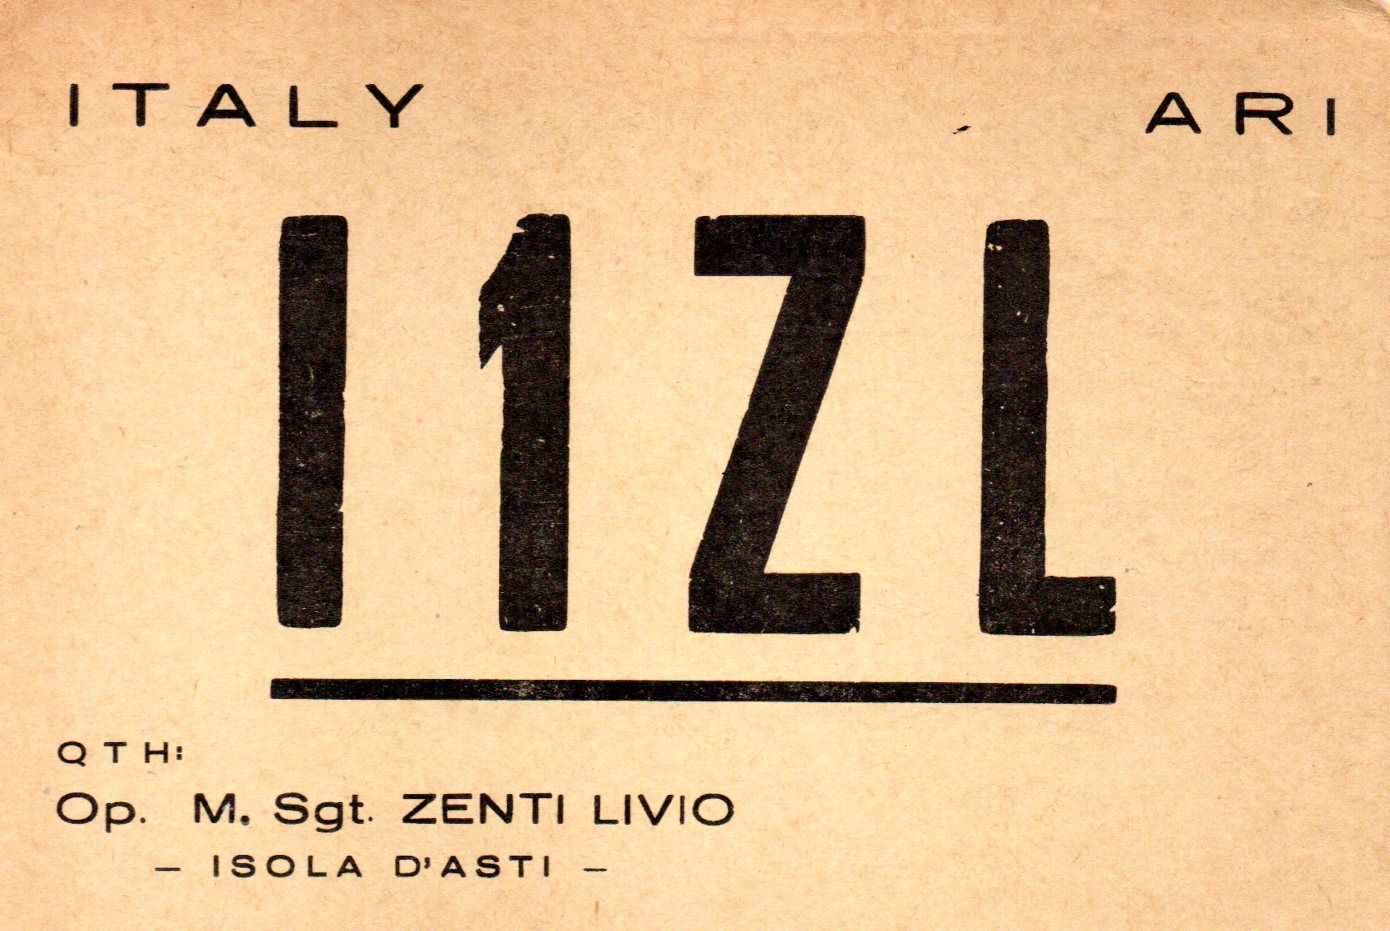 ITALY ARI
I1ZL
QTH:
Op. M. Sgt. ZENTI LIVIO
– ISOLA D'ASTI –